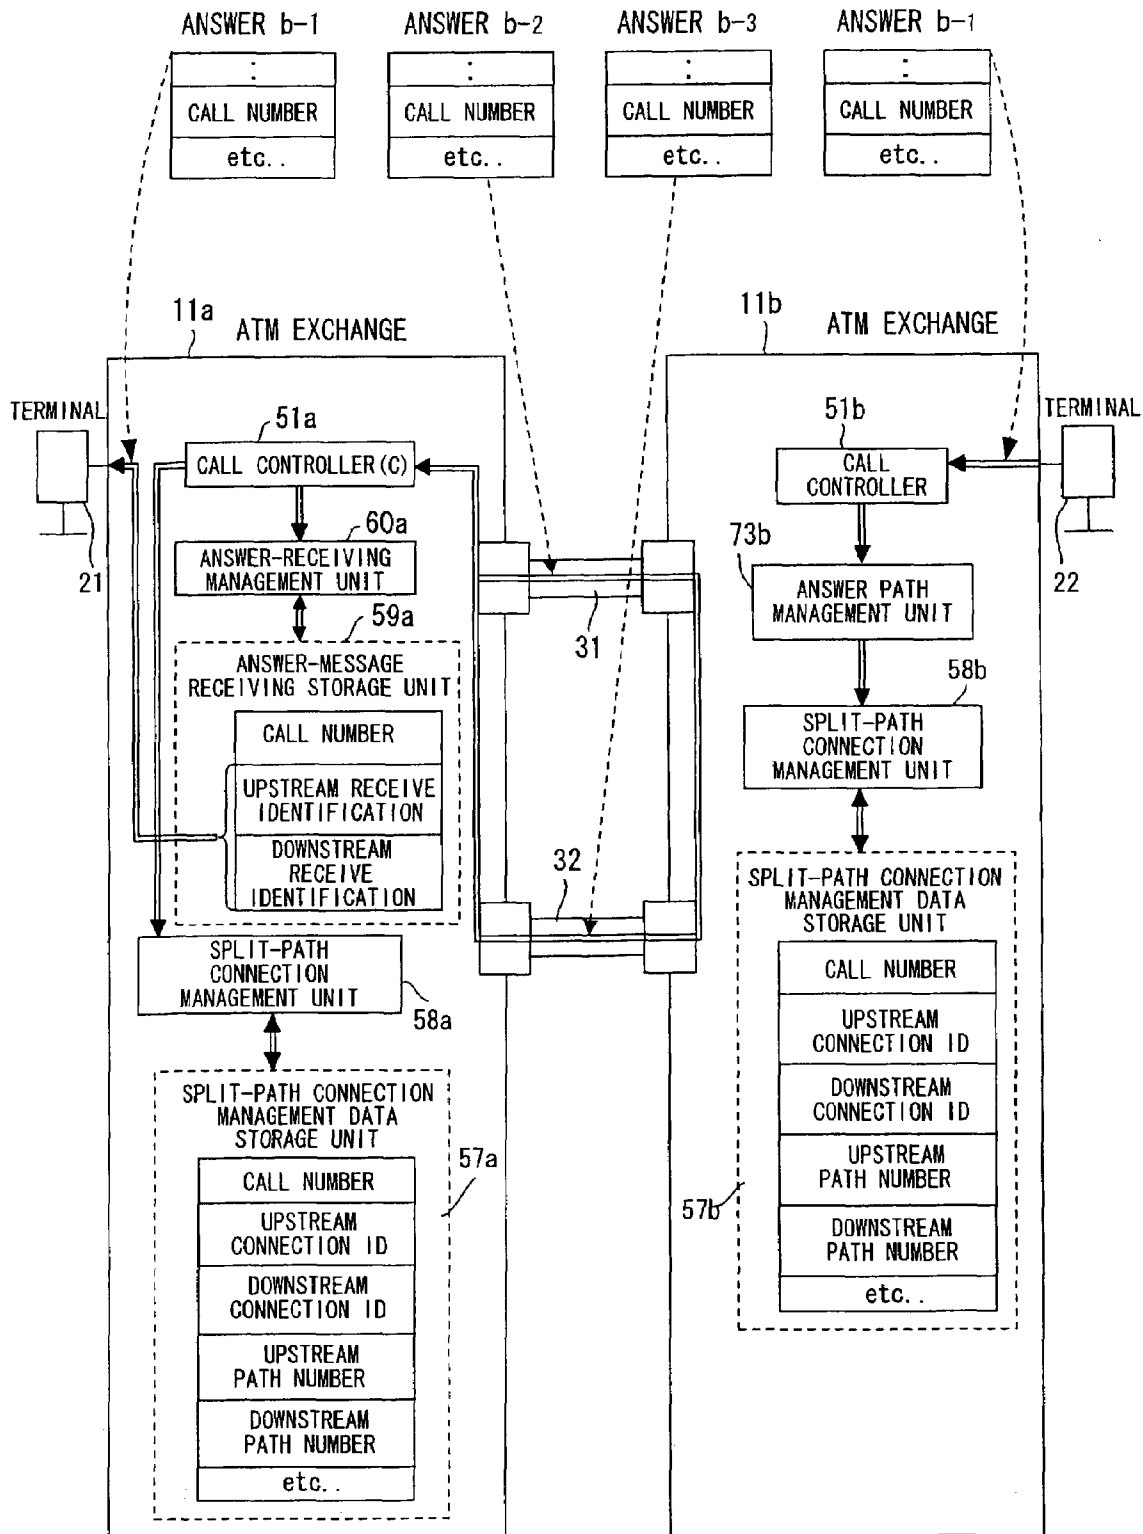 ANSWER b-1
ANSWER b-2
ANSWER b-3
ANSWER b-1
:
:
:
:
CALL NUMBER
CALL NUMBER
CALL NUMBER
CALL NUMBER
etc..
etc..
etc..
etc..
11a
ATM EXCHANGE
11b
ATM EXCHANGE
TERMINAL
21
51a
CALL CONTROLLER(C)
60a
ANSWER-RECEIVING
MANAGEMENT UNIT
59a
ANSWER-MESSAGE
RECEIVING STORAGE UNIT
CALL NUMBER
UPSTREAM RECEIVE
IDENTIFICATION
DOWNSTREAM
RECEIVE
IDENTIFICATION
SPLIT-PATH
CONNECTION
MANAGEMENT UNIT
58a
SPLIT-PATH CONNECTION
MANAGEMENT DATA
STORAGE UNIT
57a
CALL NUMBER
UPSTREAM
CONNECTION ID
DOWNSTREAM
CONNECTION ID
UPSTREAM
PATH NUMBER
DOWNSTREAM
PATH NUMBER
etc..
31
32
TERMINAL
22
51b
CALL
CONTROLLER
73b
ANSWER PATH
MANAGEMENT UNIT
58b
SPLIT-PATH
CONNECTION
MANAGEMENT UNIT
SPLIT-PATH CONNECTION
MANAGEMENT DATA
STORAGE UNIT
57b
CALL NUMBER
UPSTREAM
CONNECTION ID
DOWNSTREAM
CONNECTION ID
UPSTREAM
PATH NUMBER
DOWNSTREAM
PATH NUMBER
etc..